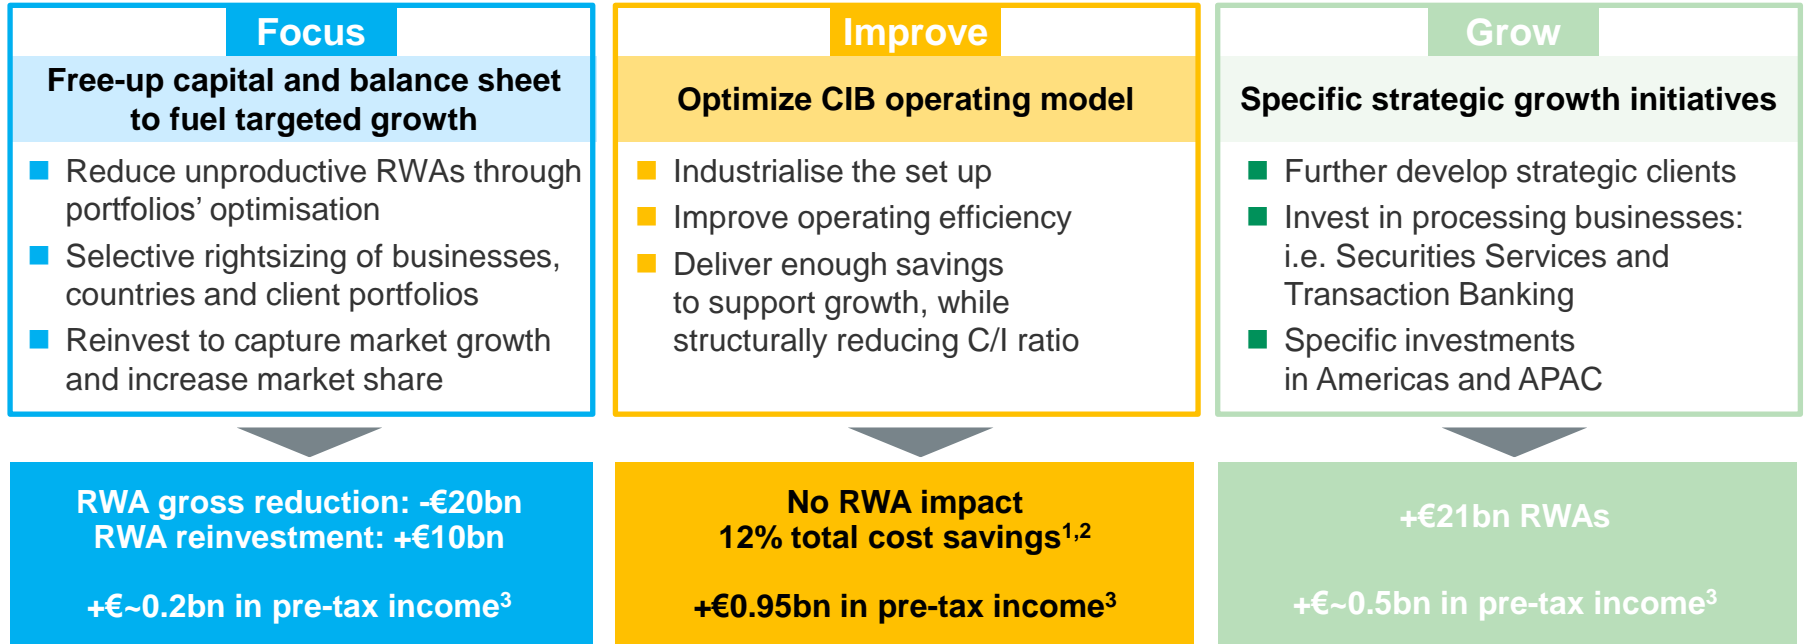 Focus
Free-up capital and balance sheet
to fuel targeted growth
Reduce unproductive RWAs through
portfolios' optimisation
Selective rightsizing of businesses,
countries and client portfolios
Reinvest to capture market growth
and increase market share
RWA gross reduction: -€20bn
RWA reinvestment: +€10bn
+€~0.2bn in pre-tax income³
Improve
Optimize CIB operating model
Industrialise the set up
Improve operating efficiency
Deliver enough savings
to support growth, while
structurally reducing C/I ratio
No RWA impact
12% total cost savings¹,²
+€0.95bn in pre-tax income³
Grow
Specific strategic growth initiatives
Further develop strategic clients
Invest in processing businesses:
i.e. Securities Services and
Transaction Banking
Specific investments
in Americas and APAC
+€21bn RWAs
+€~0.5bn in pre-tax income³